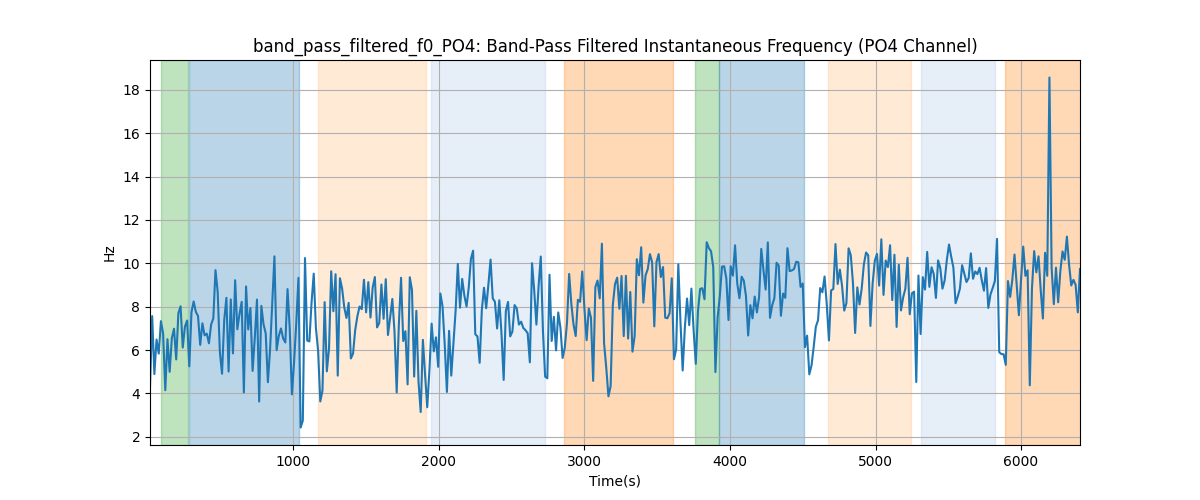 band_pass_filtered_f0_PO4: Band-Pass Filtered Instantaneous Frequency (PO4 Channel)
18
16
14
12
10
8
6
4
2
Hz
1000 2000 3000 4000 5000 6000
Time(s)